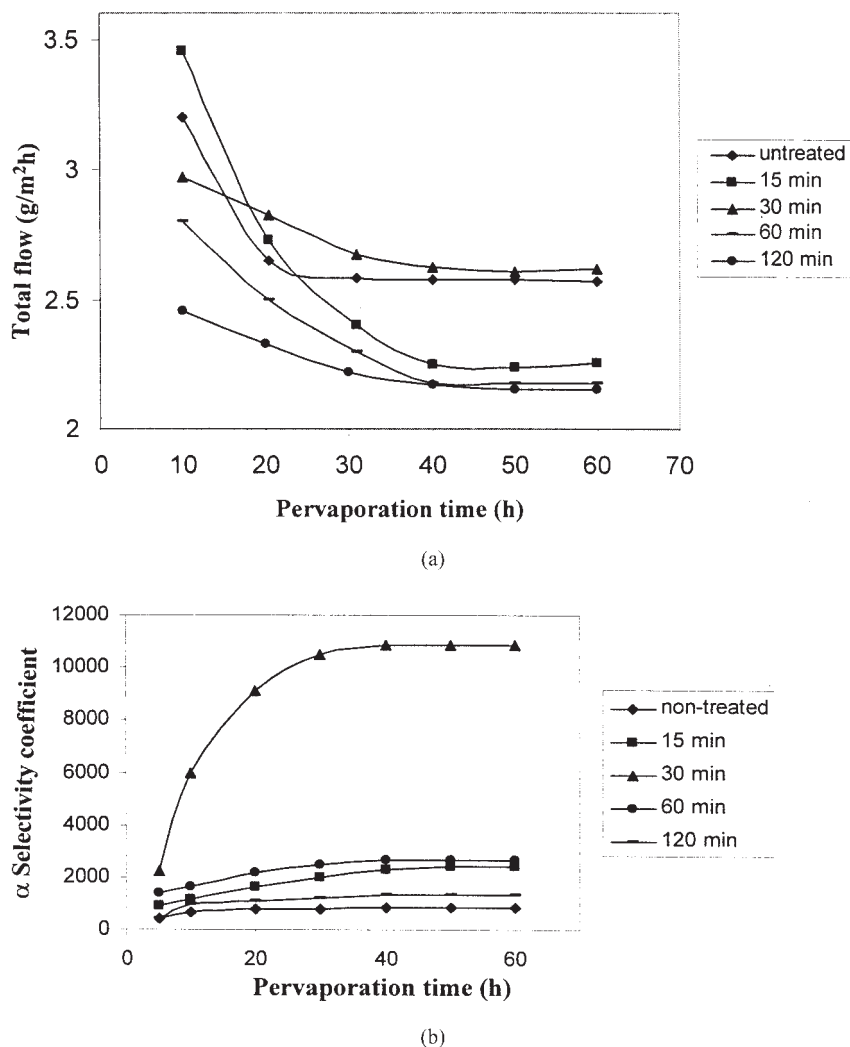 3.5
3
2.5
2
Total flow (g/m²h)
0 10 20 30 40 50 60 70
Pervaporation time (h)
untreated
15 min
30 min
60 min
120 min
(a)
12000
10000
8000
6000
4000
2000
0
α Selectivity coefficient
0 20 40 60
Pervaporation time (h)
non-treated
15 min
30 min
60 min
120 min
(b)